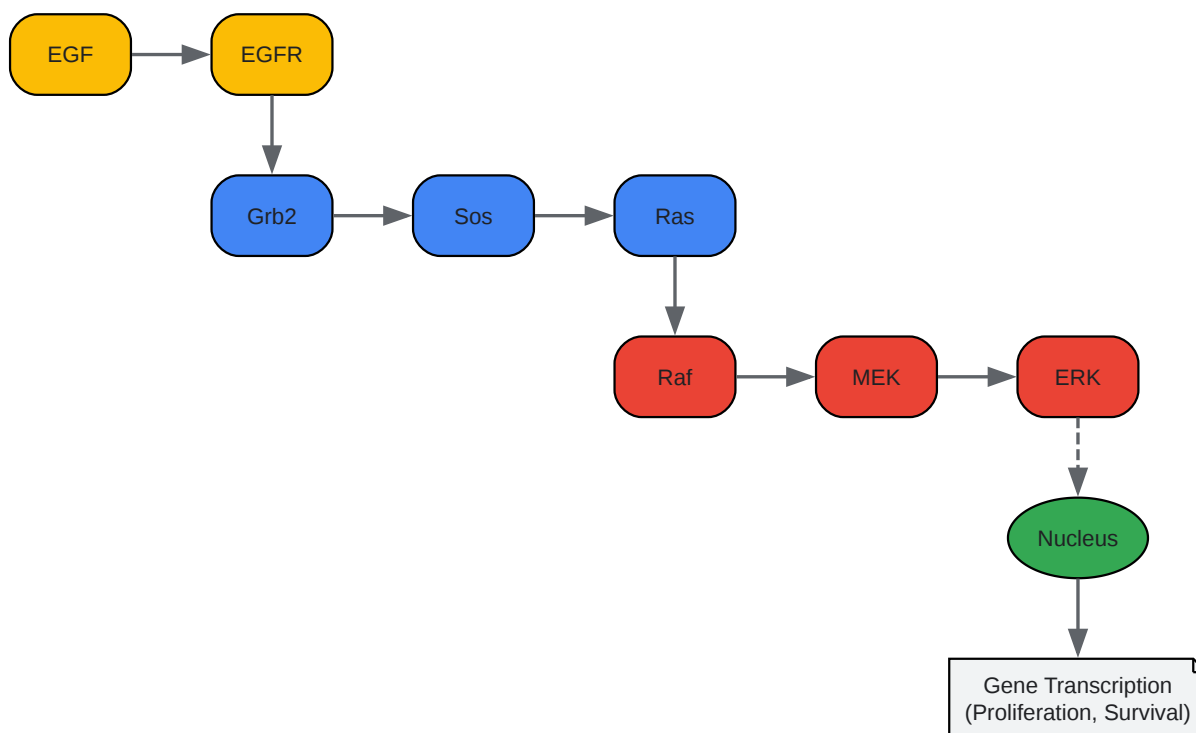 EGF
EGFR
Grb2
Sos
Ras
Raf
MEK
ERK
Nucleus
Gene Transcription
(Proliferation, Survival)